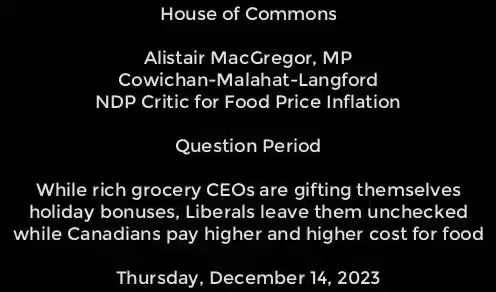 House of Commons
Alistair MacGregor, MP
Cowichan-Malahat-Langford
NDP Critic for Food Price Inflation
Question Period
While rich grocery CEOs are gifting themselves
holiday bonuses, Liberals leave them unchecked
while Canadians pay higher and higher cost for food
Thursday, December 14, 2023